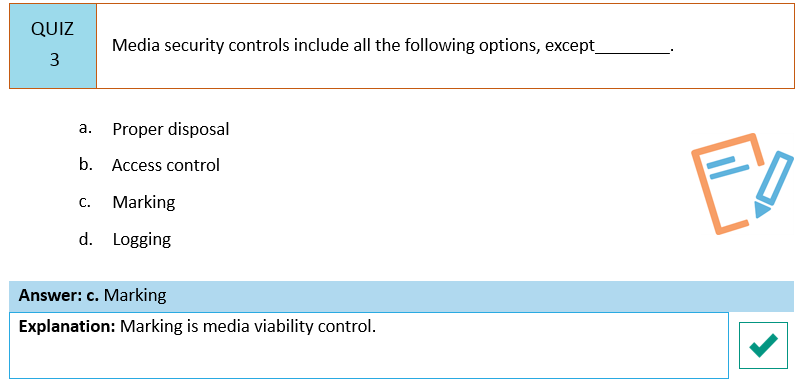 QUIZ
3
Media security controls include all the following options, except_________.
a. Proper disposal
b. Access control
c. Marking
d. Logging
Answer: c. Marking
Explanation: Marking is media viability control.